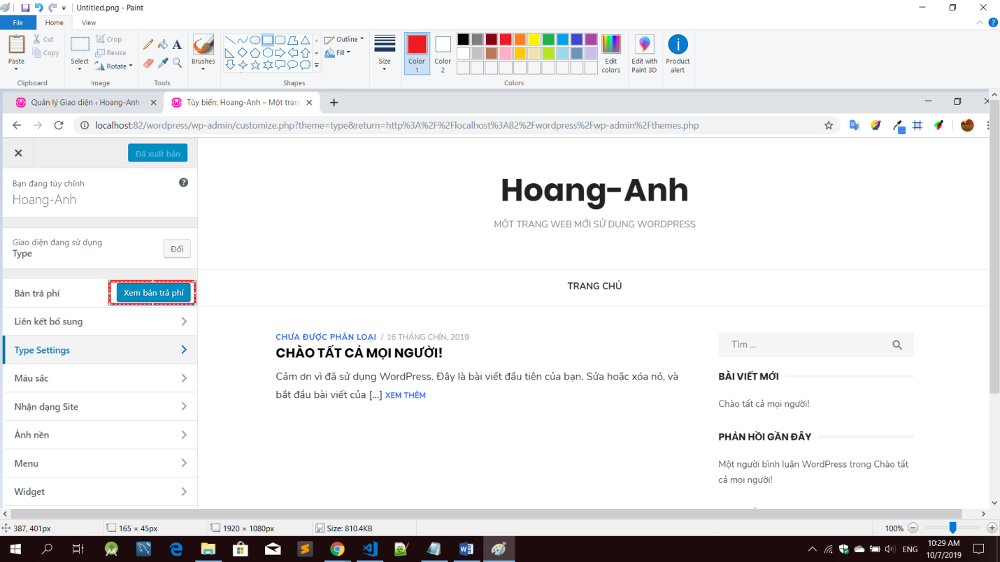 Untitled.png - Paint
File
Home
View
Paste
Cut
Copy
Clipboard
Select
Crop
Resize
Rotate
Image
A
Tools
Brushes
Shapes
Outline
Fill
Size
Color 1
Color 2
Edit colors
Colors
Edit with Paint 3D
Product alert
Quản lý Giao diện ‹ Hoang-Anh –
Tùy biến: Hoang-Anh – Một trang
localhost:82/wordpress/wp-admin/customize.php?theme=type&return=http%3A%2F%2Flocalhost%3A82%2Fwordpress%2Fwp-admin%2Fthemes.php
Đã xuất bản
Bạn đang tùy chỉnh
Hoang-Anh
Giao diện đang sử dụng
Type
Đổi
Bản trả phí
Xem bản trả phí
Liên kết bổ sung
Type Settings
Màu sắc
Nhận dạng Site
Ảnh nền
Menu
Widget
Hoang-Anh
MỘT TRANG WEB MỚI SỬ DỤNG WORDPRESS
TRANG CHỦ
CHƯA ĐƯỢC PHÂN LOẠI / 16 THÁNG CHÍN, 2019
CHÀO TẤT CẢ MỌI NGƯỜI!
Cảm ơn vì đã sử dụng WordPress. Đây là bài viết đầu tiên của bạn. Sửa hoặc xóa nó, và
bắt đầu bài viết của […] XEM THÊM
Tìm ...
BÀI VIẾT MỚI
Chào tất cả mọi người!
PHẢN HỒI GẦN ĐÂY
Một người bình luận WordPress trong Chào tất
cả mọi người!
387, 401px
165 × 45px
1920 × 1080px
Size: 810.4KB
100%
ENG
10:29 AM
10/7/2019